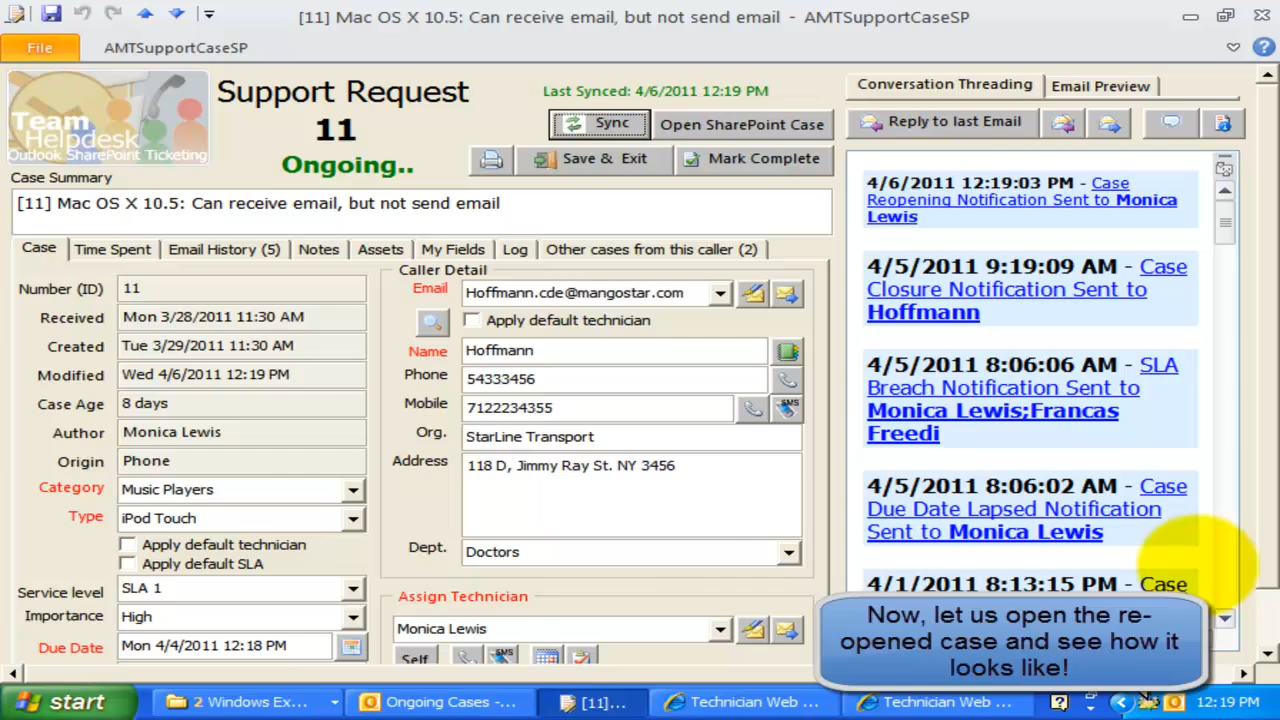 [11] Mac OS X 10.5: Can receive email, but not send email - AMTSupportCaseSP
File AMTSupportCaseSP
Team
Helpdesk
Outlook SharePoint Ticketing
Support Request
11
Ongoing..
Last Synced: 4/6/2011 12:19 PM
Sync Open SharePoint Case
Save & Exit Mark Complete
Case Summary
[11] Mac OS X 10.5: Can receive email, but not send email
Case Time Spent Email History (5) Notes Assets My Fields Log Other cases from this caller (2)
Number (ID) 11
Received Mon 3/28/2011 11:30 AM
Created Tue 3/29/2011 11:30 AM
Modified Wed 4/6/2011 12:19 PM
Case Age 8 days
Author Monica Lewis
Origin Phone
Category Music Players
Type iPod Touch
Apply default technician
Apply default SLA
Service level SLA 1
Importance High
Due Date Mon 4/4/2011 12:18 PM
Caller Detail
Email Hoffmann.cde@mangostar.com
Apply default technician
Name Hoffmann
Phone 54333456
Mobile 7122234355
SMS
Org. StarLine Transport
Address 118 D, Jimmy Ray St. NY 3456
Dept. Doctors
Assign Technician
Monica Lewis
Self
SMS
Conversation Threading Email Preview
Reply to last Email
4/6/2011 12:19:03 PM - Case
Reopening Notification Sent to Monica
Lewis
4/5/2011 9:19:09 AM - Case
Closure Notification Sent to
Hoffmann
4/5/2011 8:06:06 AM - SLA
Breach Notification Sent to
Monica Lewis;Francas
Freedi
4/5/2011 8:06:02 AM - Case
Due Date Lapsed Notification
Sent to Monica Lewis
4/1/2011 8:13:15 PM - Case
Now, let us open the re-
opened case and see how it
looks like!
start 2 Windows Ex... Ongoing Cases -... [11]... Technician Web ... Technician Web ... 12:19 PM